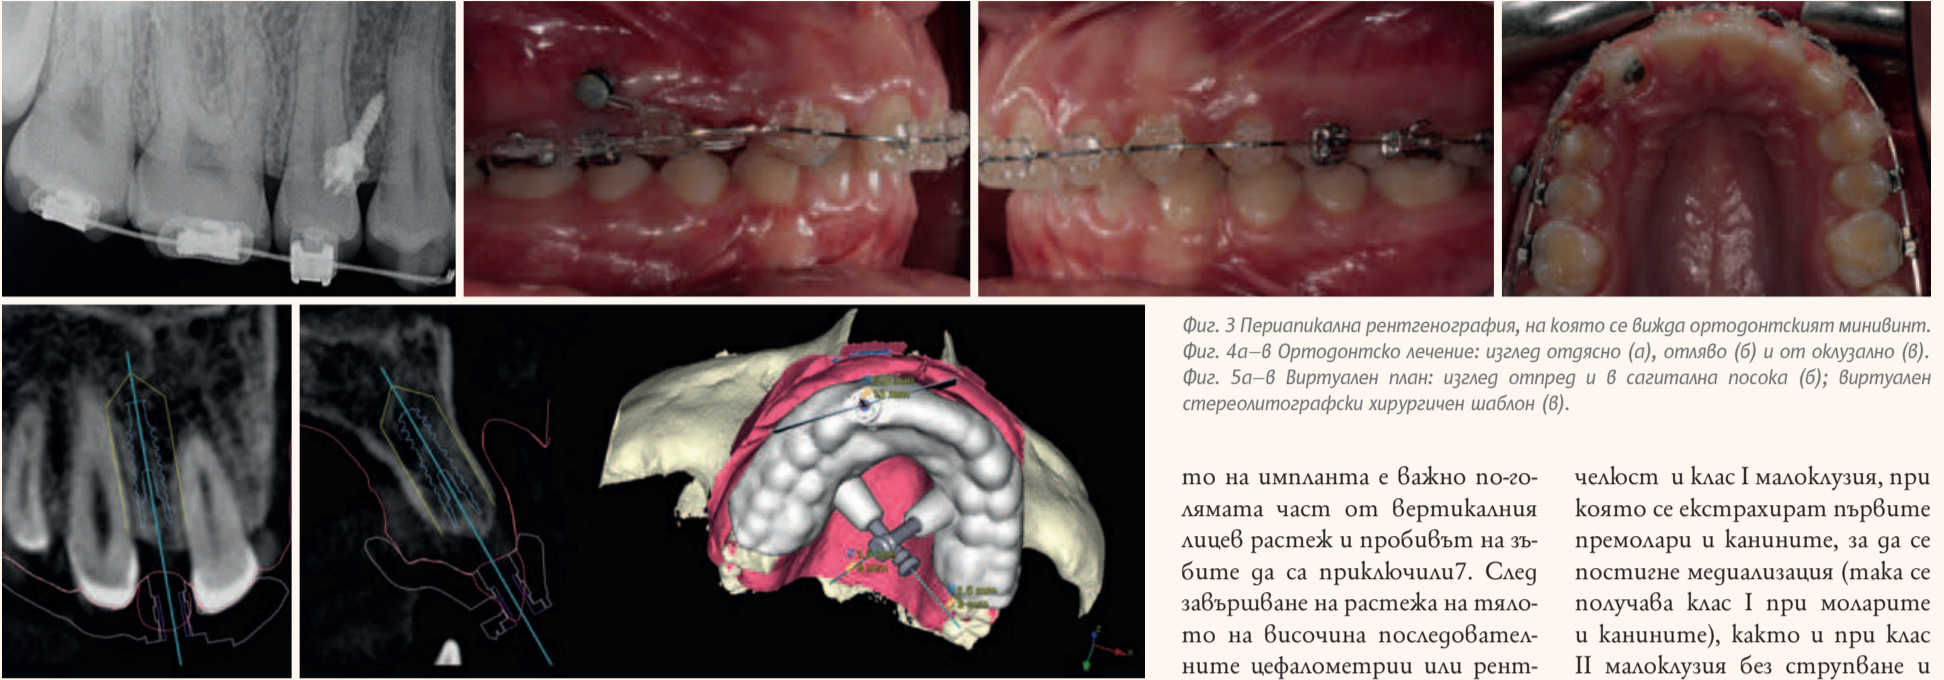 Фиг. 3 Периапикална рентгенография, на която се вижда ортодонтският минивинт.
Фиг. 4а–в Ортодонтско лечение: изглед отдясно (а), отляво (б) и от оклузално (в).
Фиг. 5а–в Виртуален план: изглед отпред и в сагитална посока (б); виртуален
стереолитографски хирургичен шаблон (в).
то на импланта е важно по-го-
лямата част от вертикалния
лицев растеж и пробивът на зъ-
бите да са приключили7. След
завършване на растежа на тяло-
то на височина последовател-
ните цефалометрии или рент-
челюст и клас I малоклузия, при
която се екстрахират първите
премолари и канините, за да се
постигне медиализация (така се
получава клас I при моларите
и канините), както и при клас
II малоклузия без струпване и